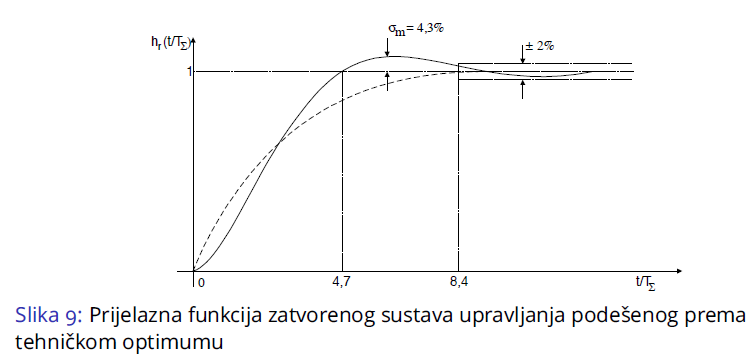 σm = 4,3%
hr (t/TΣ)
± 2%
1
0
4,7
8,4
t/TΣ
Slika 9: Prijelazna funkcija zatvorenog sustava upravljanja podešenog prema
tehničkom optimumu